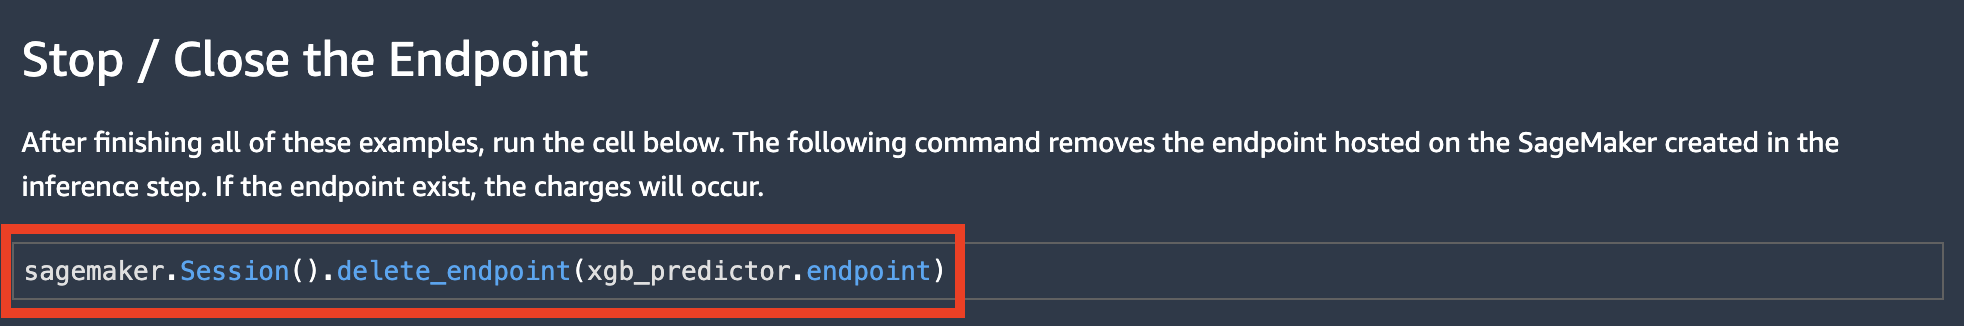 Stop / Close the Endpoint
After finishing all of these examples, run the cell below. The following command removes the endpoint hosted on the SageMaker created in the
inference step. If the endpoint exist, the charges will occur.
sagemaker.Session().delete_endpoint(xgb_predictor.endpoint)